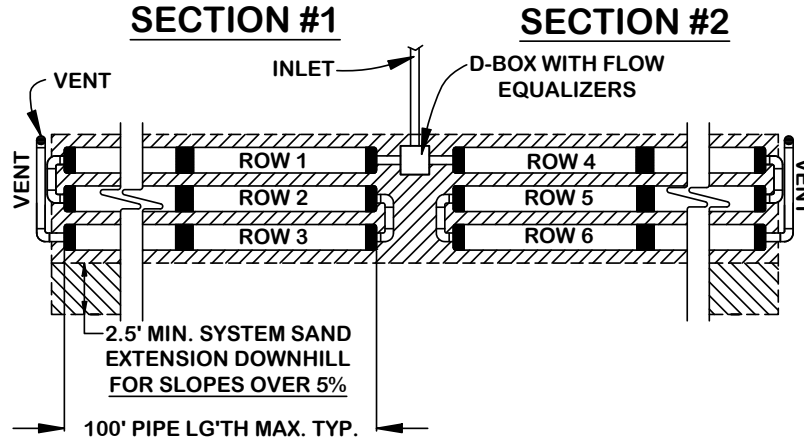 SECTION #1
SECTION #2
INLET
D-BOX WITH FLOW
EQUALIZERS
VENT
VENT
VENT
ROW 1
ROW 4
ROW 2
ROW 5
ROW 3
ROW 6
2.5' MIN. SYSTEM SAND
EXTENSION DOWNHILL
FOR SLOPES OVER 5%
100' PIPE LG'TH MAX. TYP.